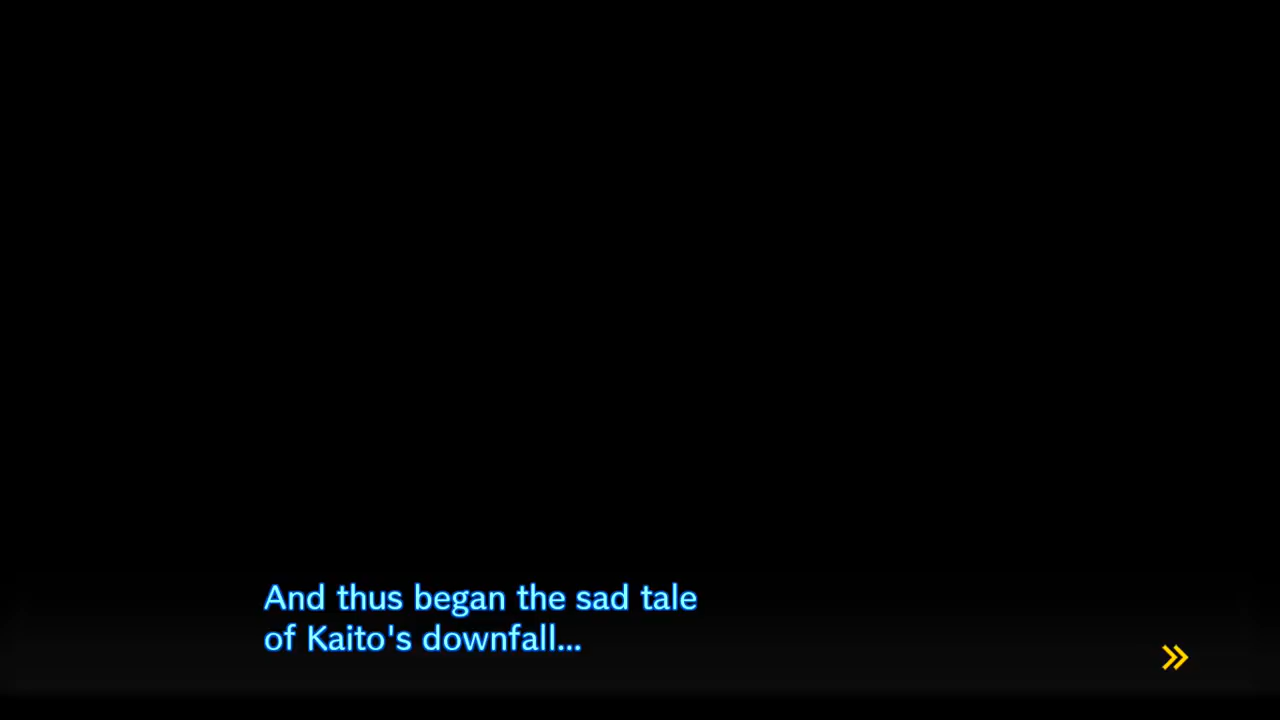 And thus began the sad tale
of Kaito's downfall...